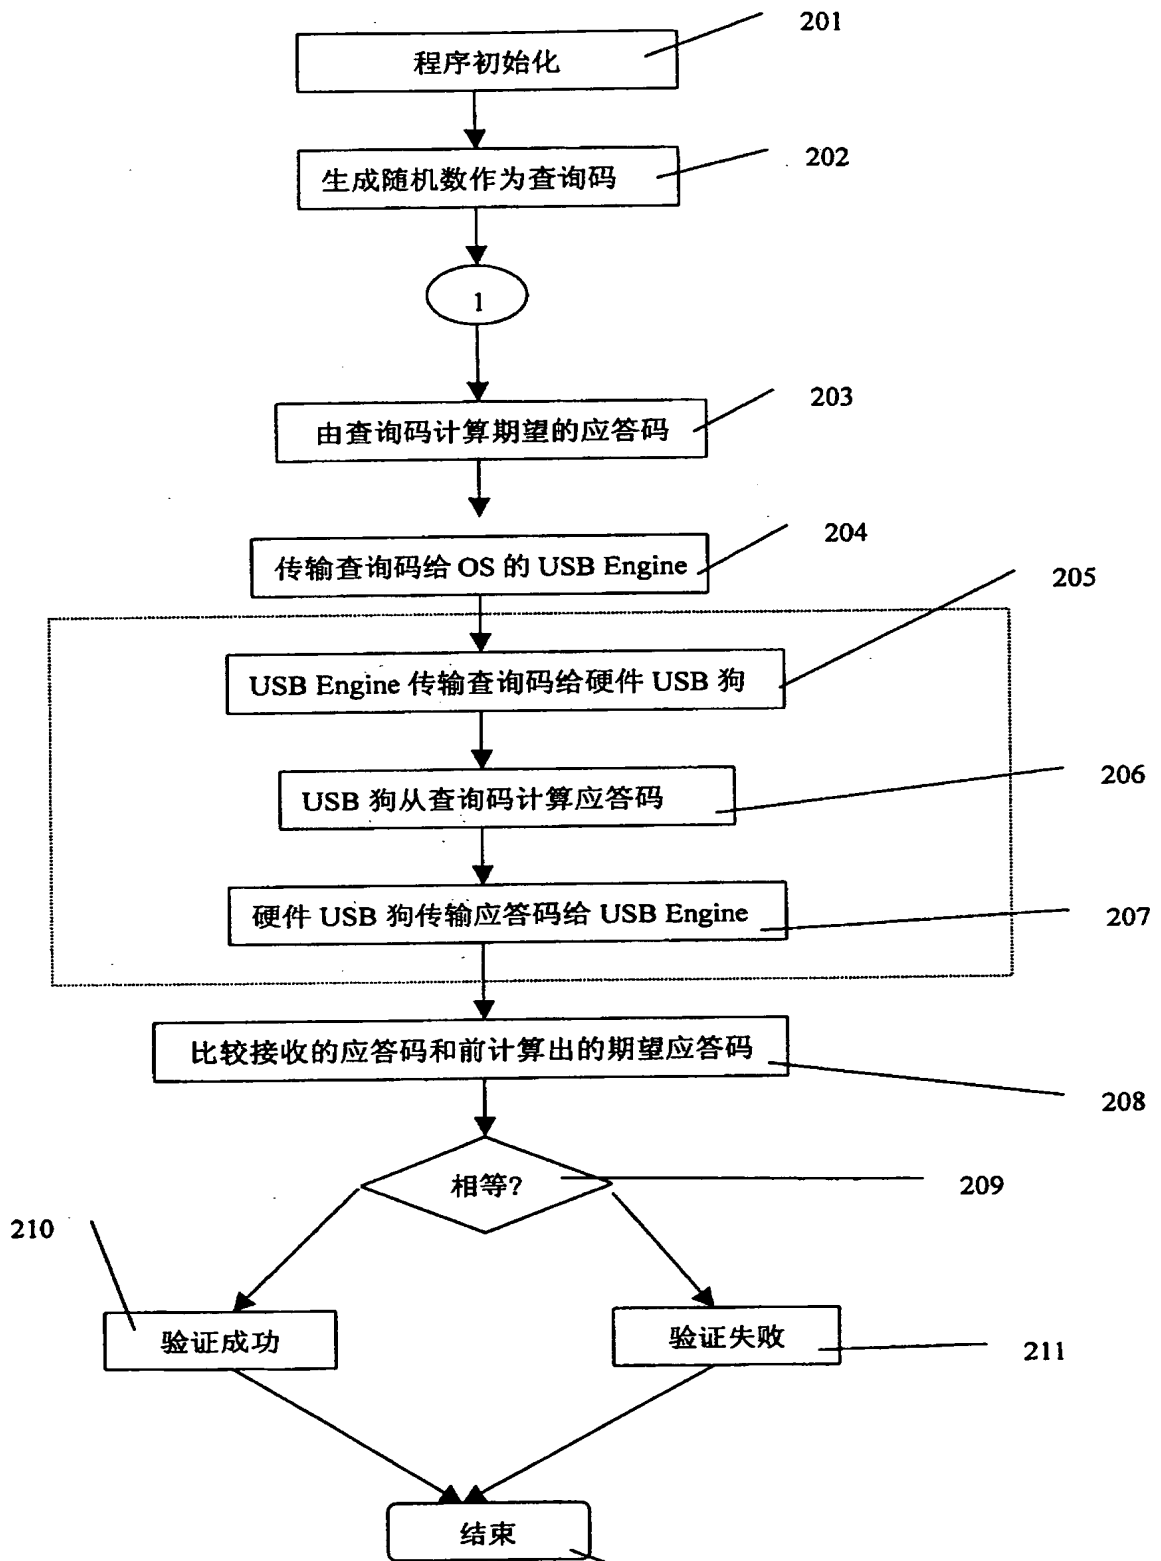 201
程序初始化
202
生成随机数作为查询码
1
203
由查询码计算期望的应答码
204
传输查询码给 OS 的 USB Engine
205
USB Engine 传输查询码给硬件 USB 狗
206
USB 狗从查询码计算应答码
硬件 USB 狗传输应答码给 USB Engine
207
比较接收的应答码和前计算出的期望应答码
208
相等?
209
210
验证成功
验证失败
211
结束